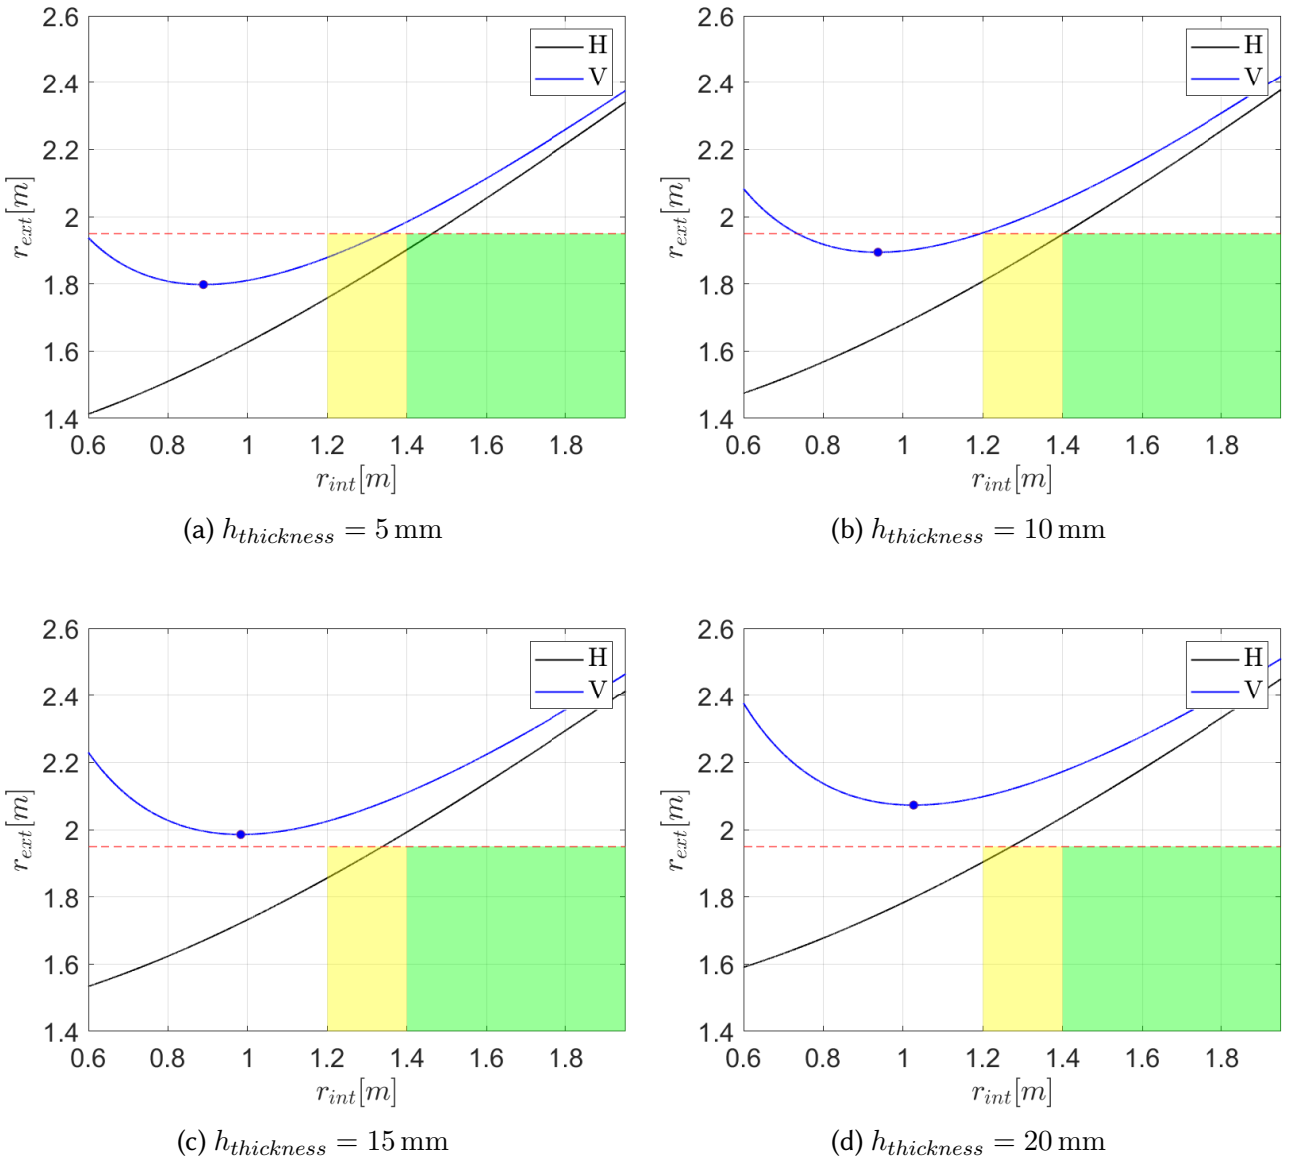 2.6
2.4
2.2
2
1.8
1.6
1.4
r_ext[m]
H
V
0.6 0.8 1 1.2 1.4 1.6 1.8
r_int[m]
(a) h_thickness = 5 mm
2.6
2.4
2.2
2
1.8
1.6
1.4
r_ext[m]
H
V
0.6 0.8 1 1.2 1.4 1.6 1.8
r_int[m]
(b) h_thickness = 10 mm
2.6
2.4
2.2
2
1.8
1.6
1.4
r_ext[m]
H
V
0.6 0.8 1 1.2 1.4 1.6 1.8
r_int[m]
(c) h_thickness = 15 mm
2.6
2.4
2.2
2
1.8
1.6
1.4
r_ext[m]
H
V
0.6 0.8 1 1.2 1.4 1.6 1.8
r_int[m]
(d) h_thickness = 20 mm